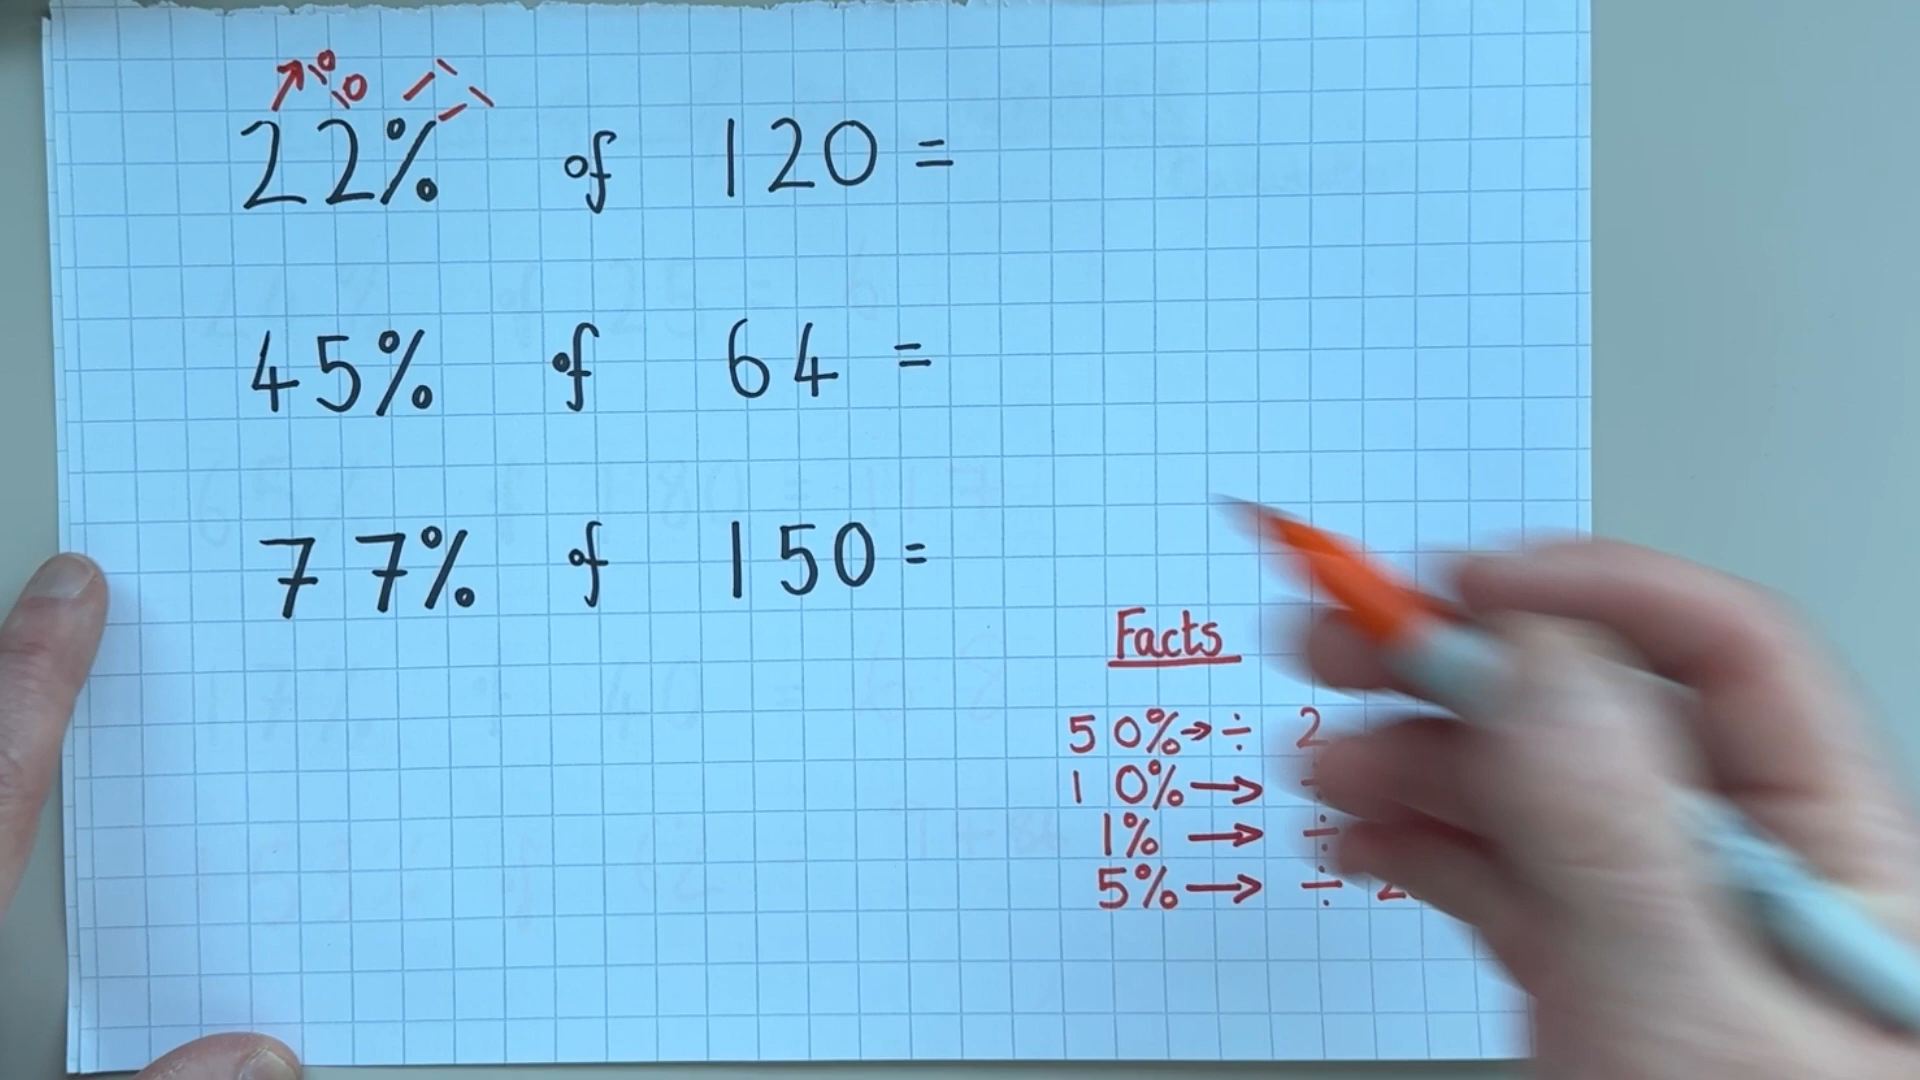 22% of 120 =
45% of 64 =
77% of 150 =
Facts
50% → ÷ 2
10% →
1% → ÷
5% → ÷